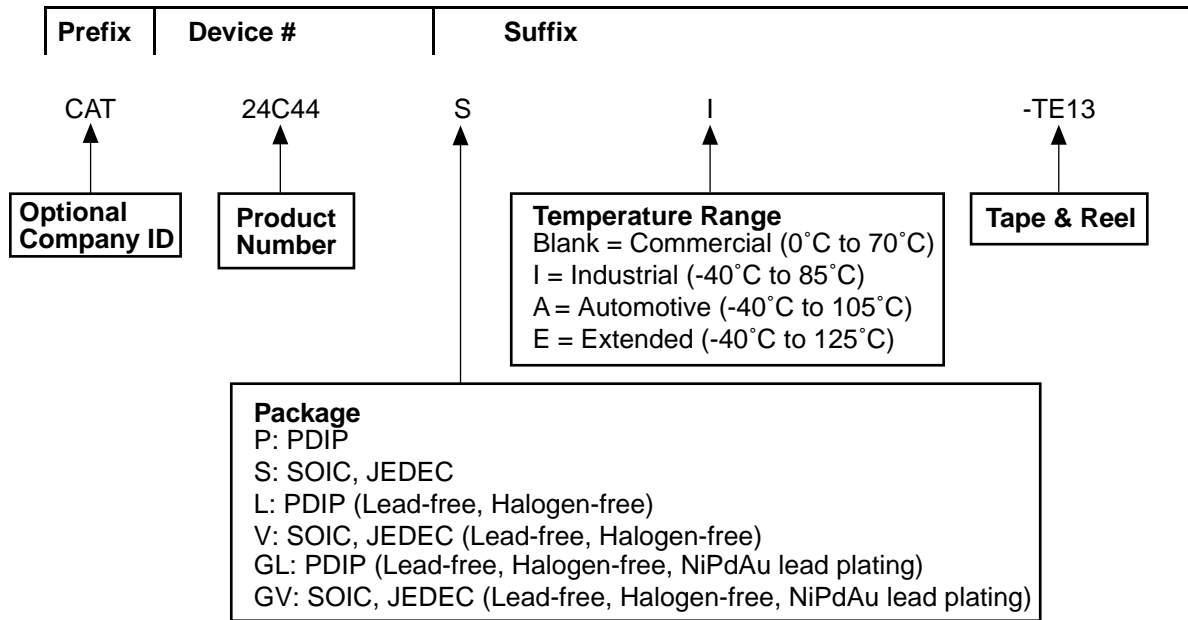 Prefix Device # Suffix
CAT 24C44 S I -TE13
Optional
Company ID
Product
Number
Temperature Range
Blank = Commercial (0˚C to 70˚C)
I = Industrial (-40˚C to 85˚C)
A = Automotive (-40˚C to 105˚C)
E = Extended (-40˚C to 125˚C)
Tape & Reel
Package
P: PDIP
S: SOIC, JEDEC
L: PDIP (Lead-free, Halogen-free)
V: SOIC, JEDEC (Lead-free, Halogen-free)
GL: PDIP (Lead-free, Halogen-free, NiPdAu lead plating)
GV: SOIC, JEDEC (Lead-free, Halogen-free, NiPdAu lead plating)